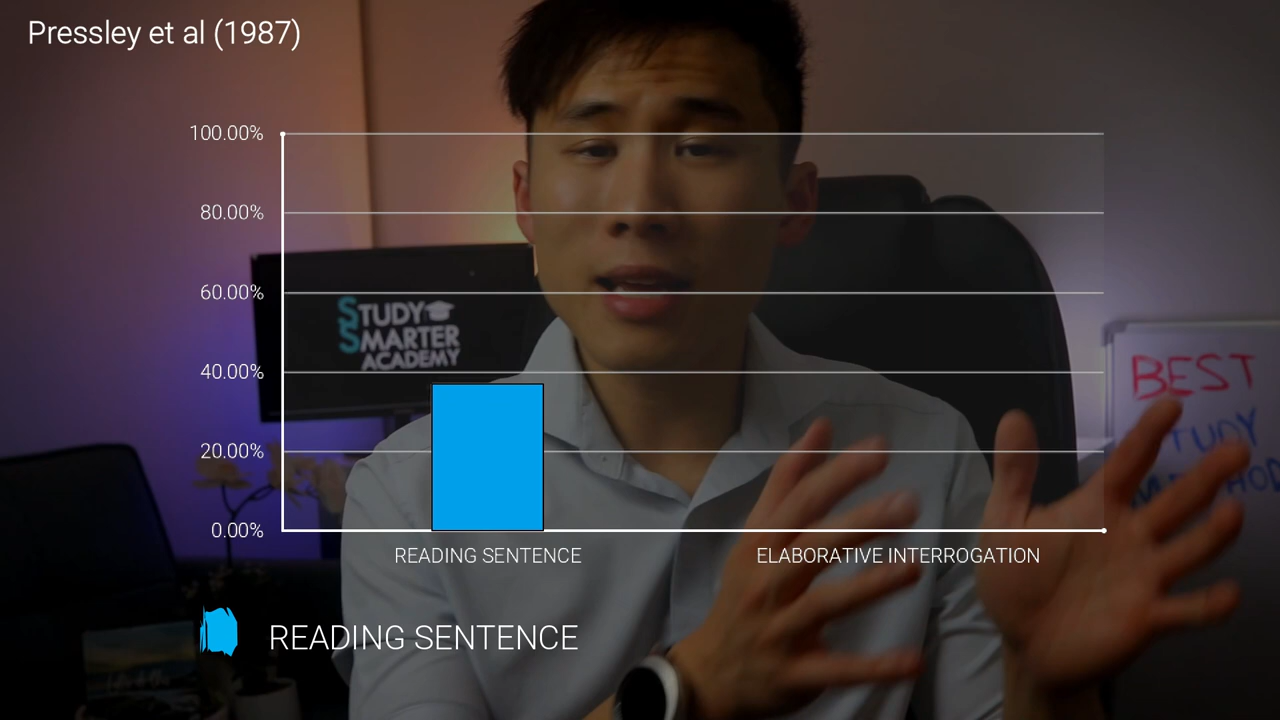 Pressley et al (1987)
100.00%
80.00%
60.00%
40.00%
20.00%
0.00%
READING SENTENCE
ELABORATIVE INTERROGATION
READING SENTENCE
STUDY
SMARTER
ACADEMY
BEST